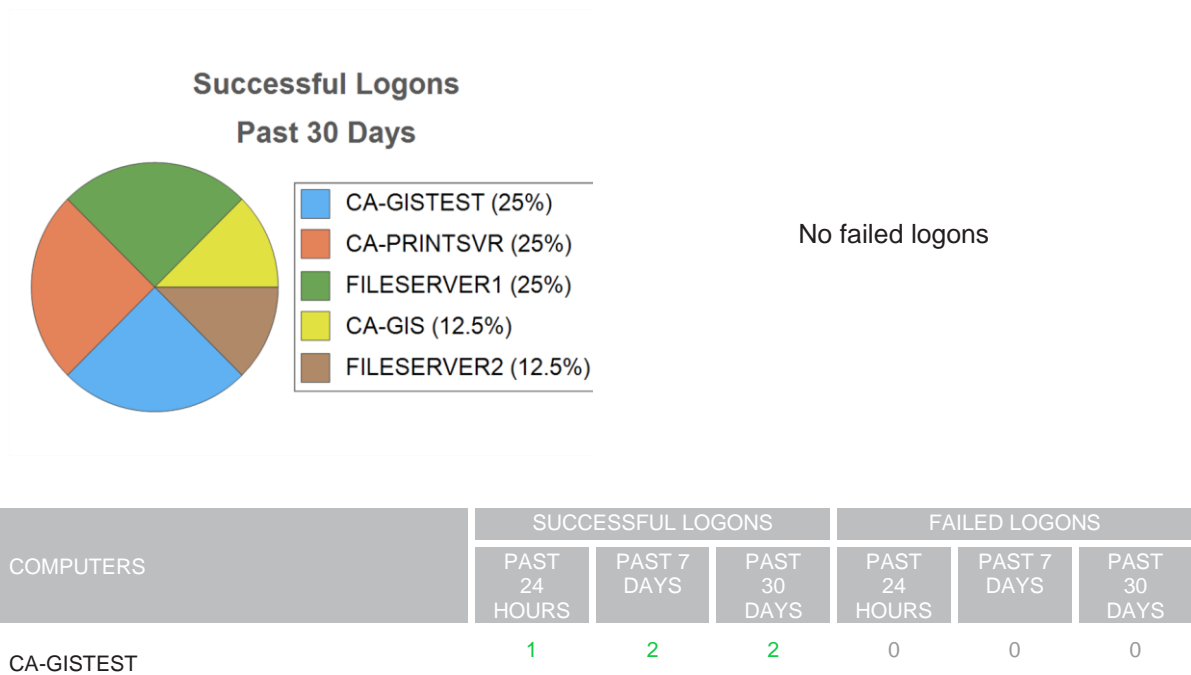 Successful Logons
Past 30 Days
CA-GISTEST (25%)
CA-PRINTSVR (25%)
FILESERVER1 (25%)
CA-GIS (12.5%)
FILESERVER2 (12.5%)
No failed logons
COMPUTERS
SUCCESSFUL LOGONS
FAILED LOGONS
PAST 24 HOURS
PAST 7 DAYS
PAST 30 DAYS
PAST 24 HOURS
PAST 7 DAYS
PAST 30 DAYS
CA-GISTEST 1 2 2 0 0 0